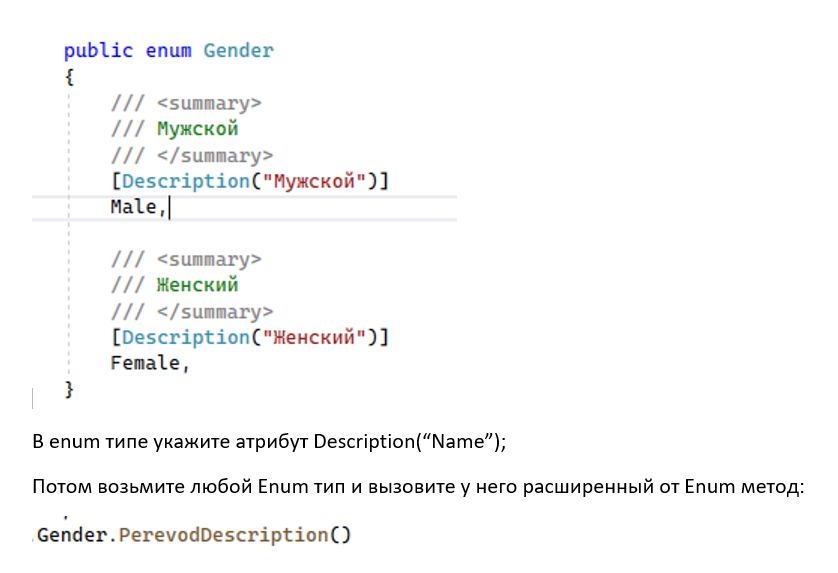 public enum Gender
{
/// <summary>
/// Мужской
/// </summary>
[Description("Мужской")]
Male,
/// <summary>
/// Женский
/// </summary>
[Description("Женский")]
Female,
}
В enum типе укажите атрибут Description(“Name”);
Потом возьмите любой Enum тип и вызовите у него расширенный от Enum метод:
.Gender.PerevodDescription()